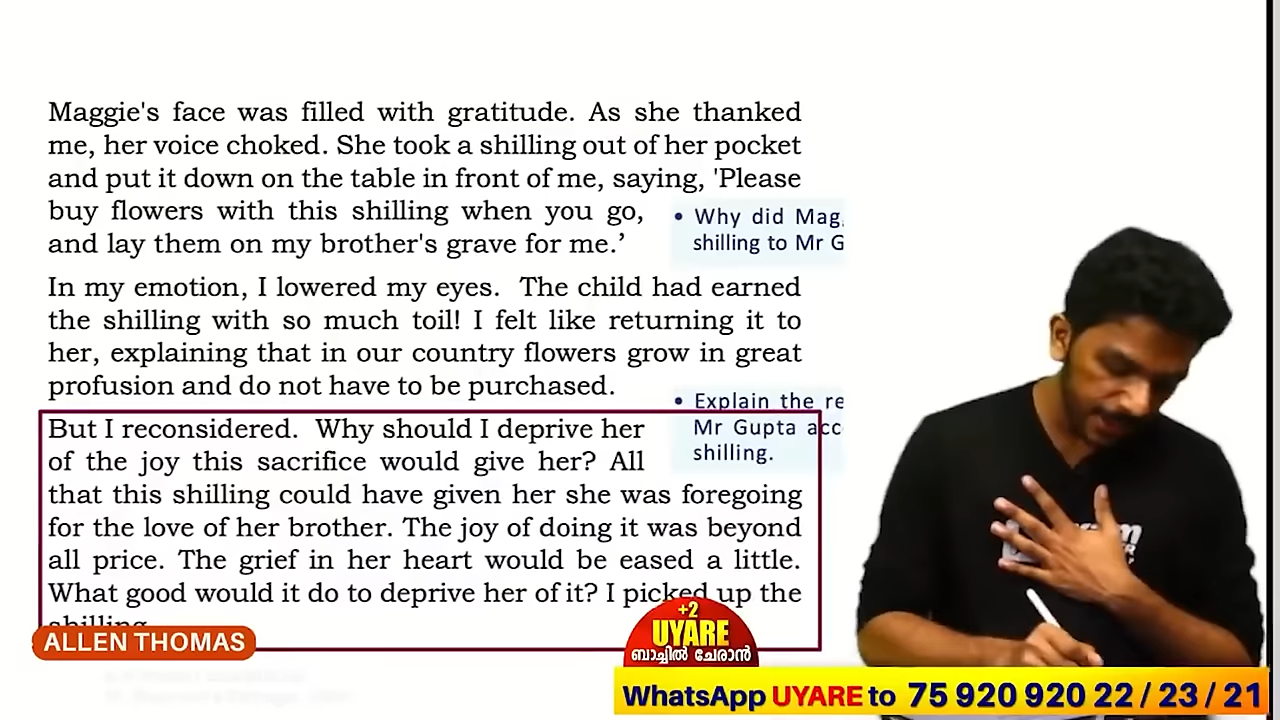 Maggie's face was filled with gratitude. As she thanked
me, her voice choked. She took a shilling out of her pocket
and put it down on the table in front of me, saying, 'Please
buy flowers with this shilling when you go,
and lay them on my brother's grave for me.’
• Why did Mag
shilling to Mr G
In my emotion, I lowered my eyes. The child had earned
the shilling with so much toil! I felt like returning it to
her, explaining that in our country flowers grow in great
profusion and do not have to be purchased.
• Explain the re
Mr Gupta acc
shilling.
But I reconsidered. Why should I deprive her
of the joy this sacrifice would give her? All
that this shilling could have given her she was foregoing
for the love of her brother. The joy of doing it was beyond
all price. The grief in her heart would be eased a little.
What good would it do to deprive her of it? I picked up the
shilling
ALLEN THOMAS
+2
UYARE
ബാച്ചിൽ ചേരാൻ
WhatsApp UYARE to 75 920 920 22 / 23 / 21